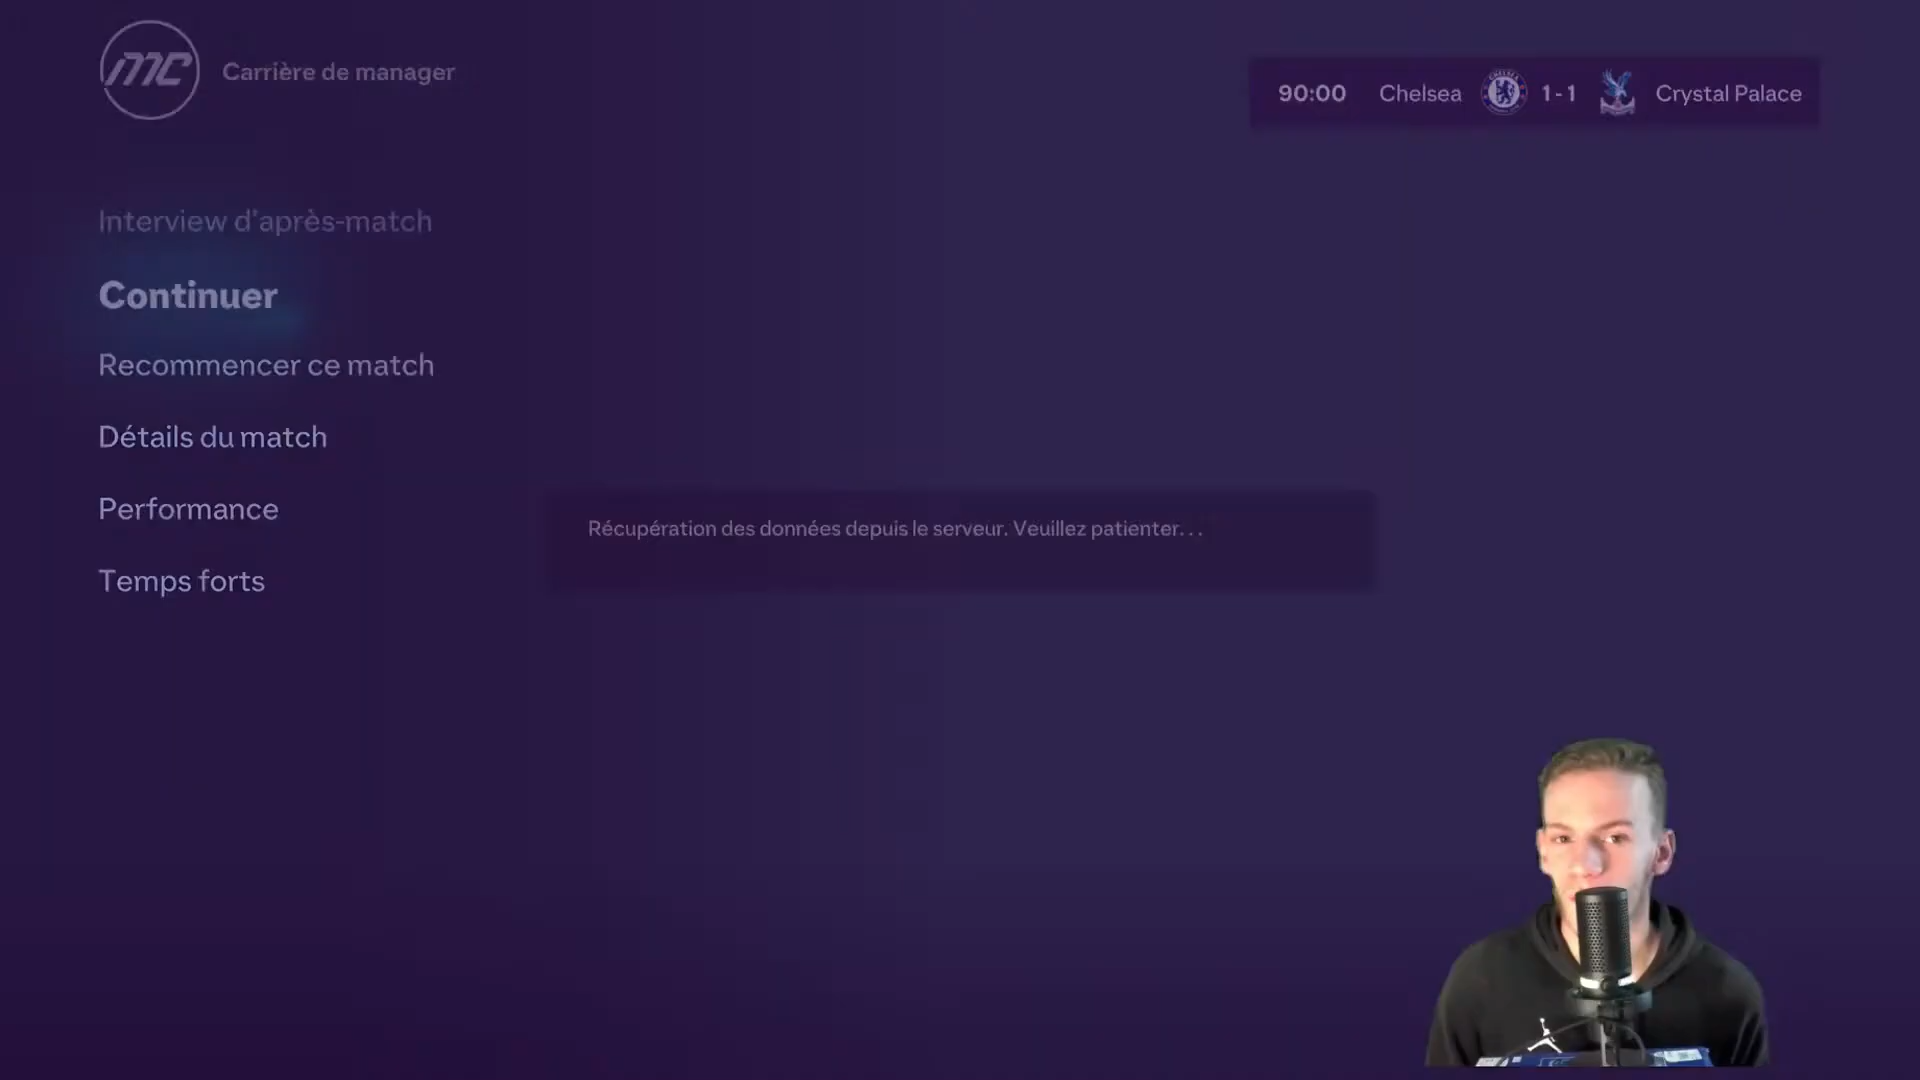 MC
Carrière de manager
90:00 Chelsea 1-1 Crystal Palace
Interview d'après-match
Continuer
Recommencer ce match
Détails du match
Performance
Temps forts
Récupération des données depuis le serveur. Veuillez patienter...